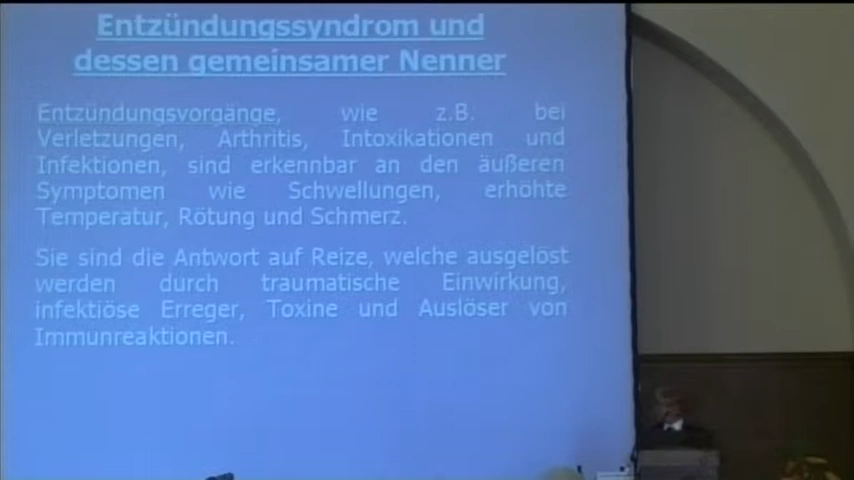 Entzündungssyndrom und
dessen gemeinsamer Nenner
Entzündungsvorgänge, wie z.B. bei
Verletzungen, Arthritis, Intoxikationen und
Infektionen, sind erkennbar an den äußeren
Symptomen wie Schwellungen, erhöhte
Temperatur, Rötung und Schmerz.
Sie sind die Antwort auf Reize, welche ausgelöst
werden durch traumatische Einwirkung,
infektiöse Erreger, Toxine und Auslöser von
Immunreaktionen.